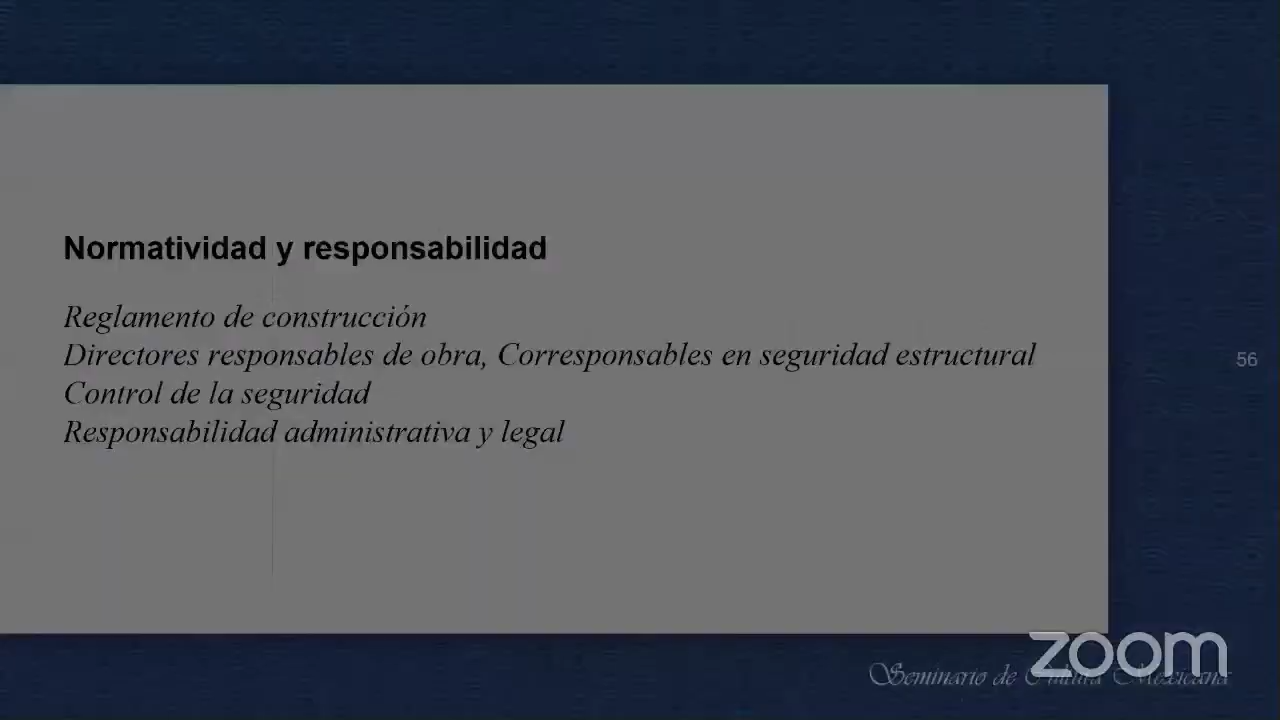 Normatividad y responsabilidad
Reglamento de construcción
Directores responsables de obra, Corresponsables en seguridad estructural
Control de la seguridad
Responsabilidad administrativa y legal
56
zoom
Seminario de Cultura Mexicana